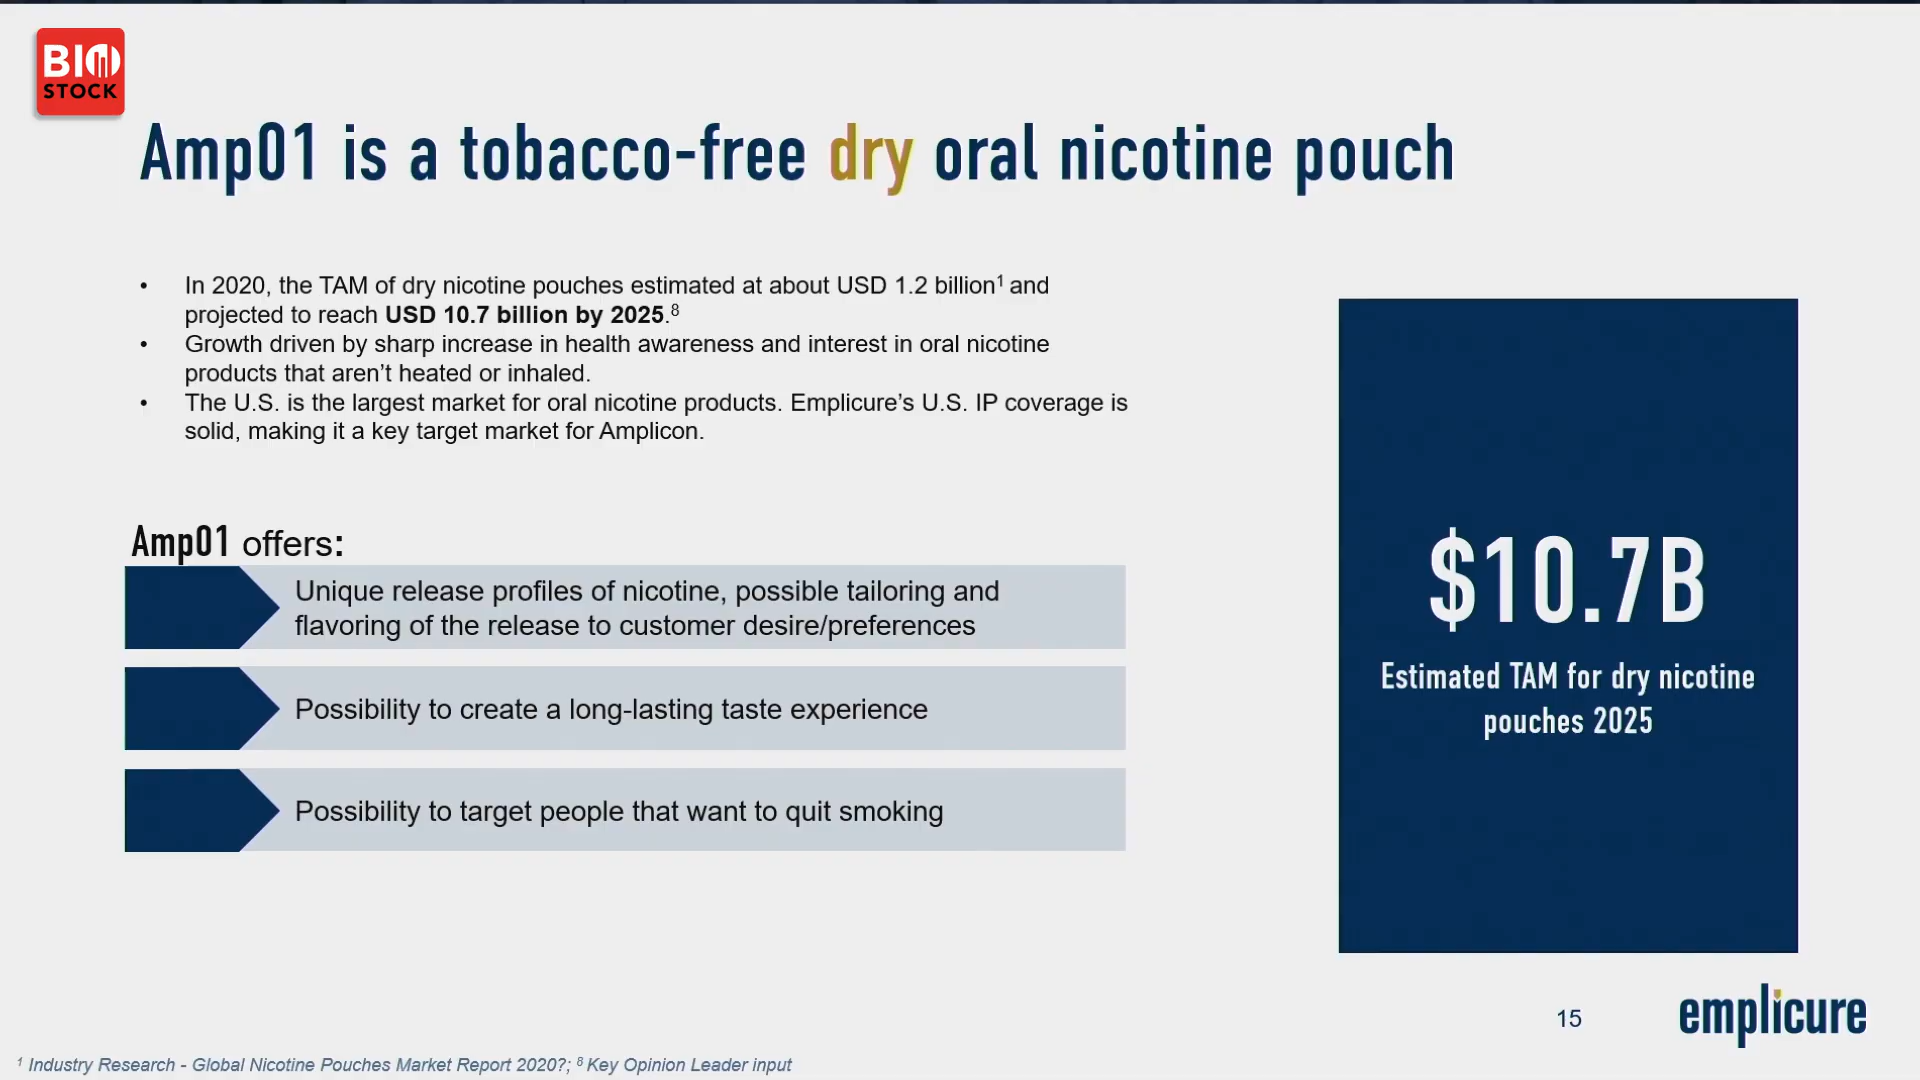 BIO
STOCK
Amp01 is a tobacco-free dry oral nicotine pouch
• In 2020, the TAM of dry nicotine pouches estimated at about USD 1.2 billion¹ and
projected to reach USD 10.7 billion by 2025.⁸
• Growth driven by sharp increase in health awareness and interest in oral nicotine
products that aren’t heated or inhaled.
• The U.S. is the largest market for oral nicotine products. Emplicure’s U.S. IP coverage is
solid, making it a key target market for Amplicon.
Amp01 offers:
Unique release profiles of nicotine, possible tailoring and
flavoring of the release to customer desire/preferences
Possibility to create a long-lasting taste experience
Possibility to target people that want to quit smoking
$10.7B
Estimated TAM for dry nicotine
pouches 2025
15
emplicure
¹ Industry Research - Global Nicotine Pouches Market Report 2020?; ⁸ Key Opinion Leader input